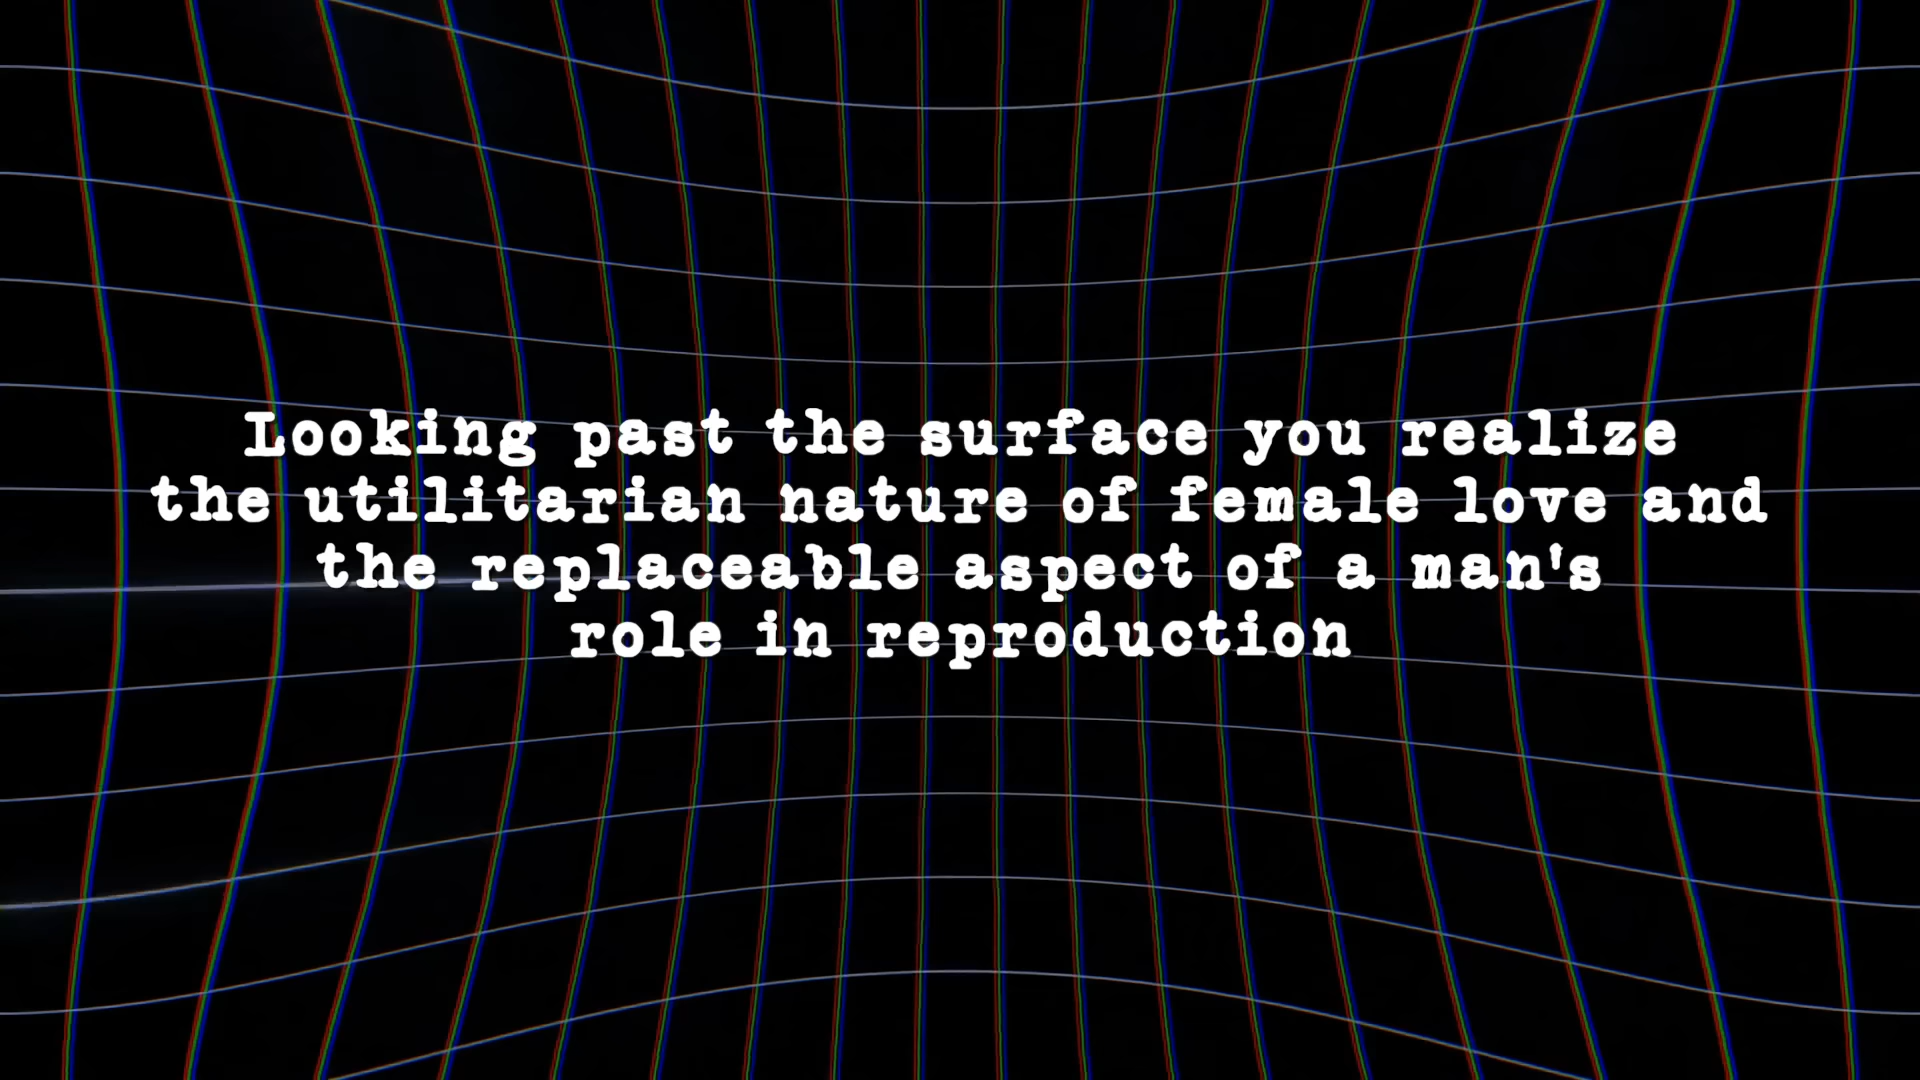 Looking past the surface you realize
the utilitarian nature of female love and
the replaceable aspect of a man's
role in reproduction